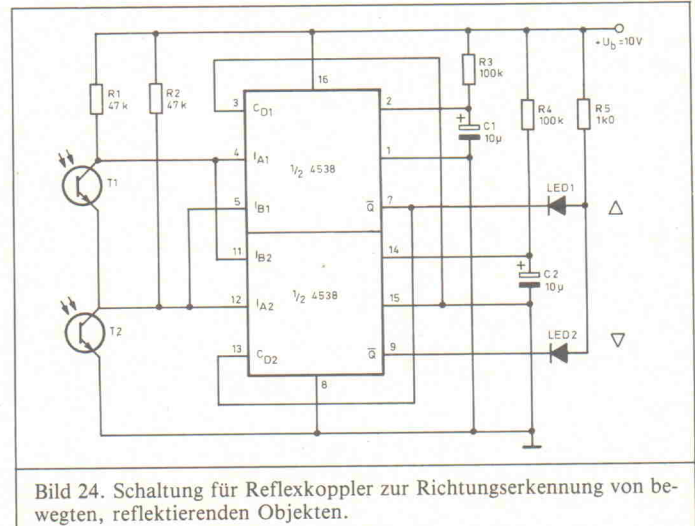 +U_b=10V
R1
47k
R2
47k
R3
100k
R4
100k
R5
1k0
16
3
C_D1
2
+
C1
10µ
4
I_A1
1
T1
1/2 4538
5
I_B1
Q̅
7
LED1
△
11
I_B2
14
+
C2
10µ
1/2 4538
12
I_A2
15
T2
13
C_D2
Q̅
9
LED2
▽
8
Bild 24. Schaltung für Reflexkoppler zur Richtungserkennung von be-
wegten, reflektierenden Objekten.